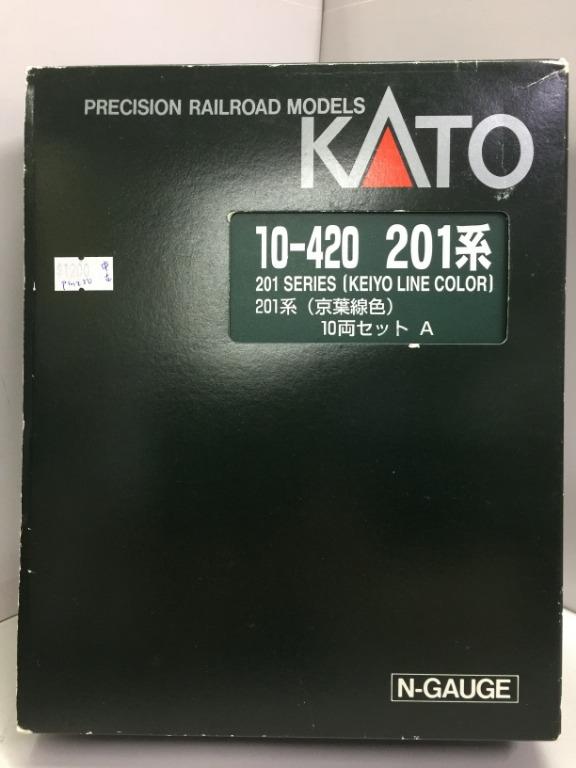 PRECISION RAILROAD MODELS
KATO
10-420 201系
201 SERIES (KEIYO LINE COLOR)
201系 (京葉線色)
10両セット A
$1200
N-GAUGE